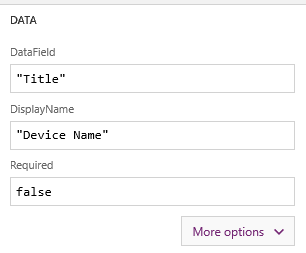 DATA
DataField
"Title"
DisplayName
"Device Name"
Required
false
More options